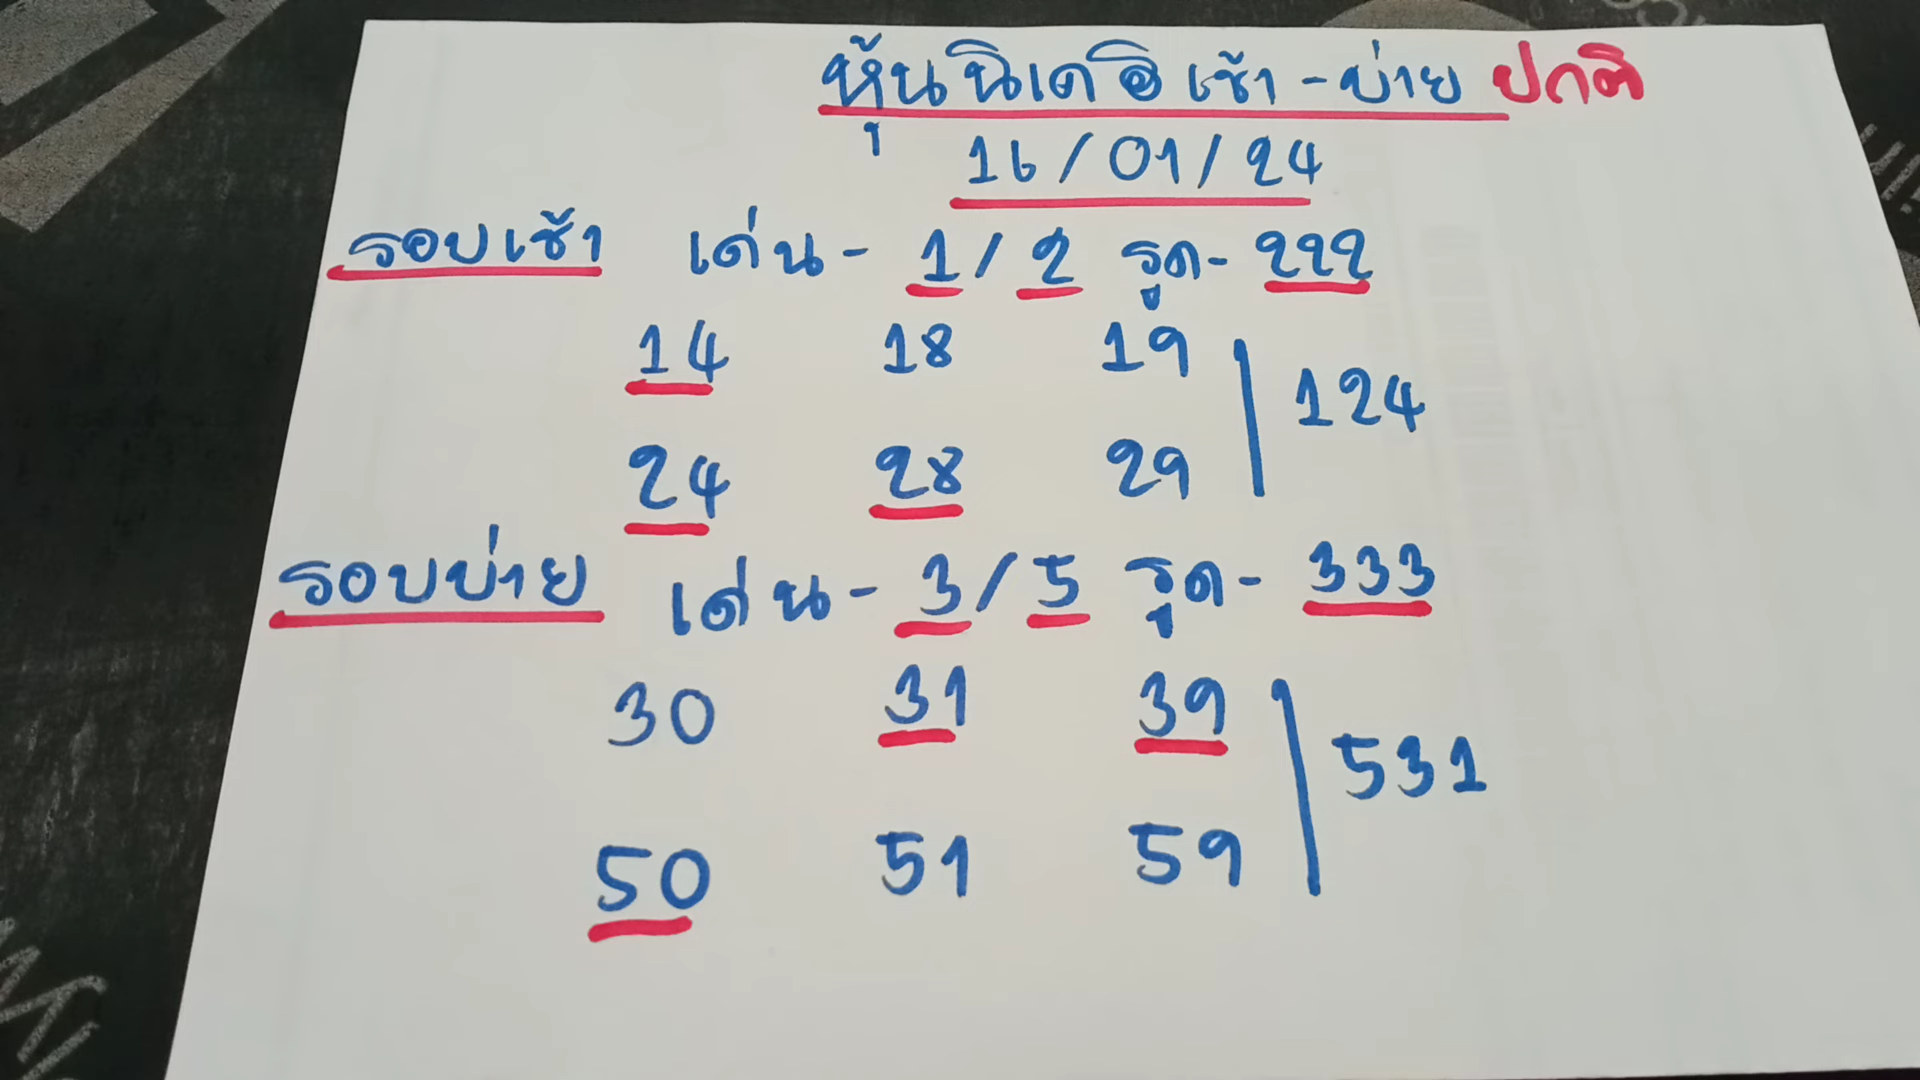 หุ้นนิเคอิ เช้า - บ่าย ปกติ
16/01/24
รอบเช้า เด่น - 1/2 รูด - 222
14 18 19
124
24 28 29
รอบบ่าย เด่น - 3/5 รูด - 333
30 31 39
531
50 51 59